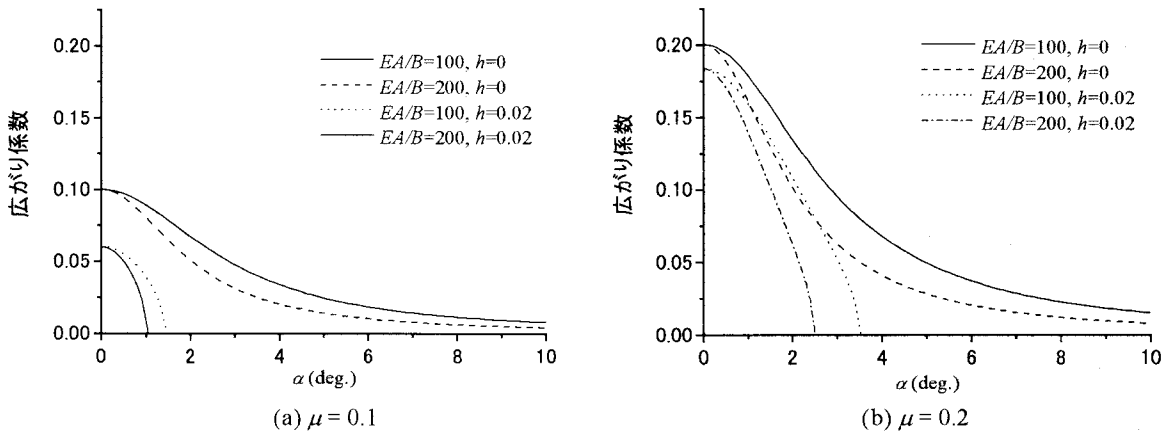 0.20
0.15
0.10
0.05
0.00
広がり係数
EA/B=100, h=0
EA/B=200, h=0
EA/B=100, h=0.02
EA/B=200, h=0.02
0 2 4 6 8 10
α (deg.)
(a) μ = 0.1
0.20
0.15
0.10
0.05
0.00
広がり係数
EA/B=100, h=0
EA/B=200, h=0
EA/B=100, h=0.02
EA/B=200, h=0.02
0 2 4 6 8 10
α (deg.)
(b) μ = 0.2